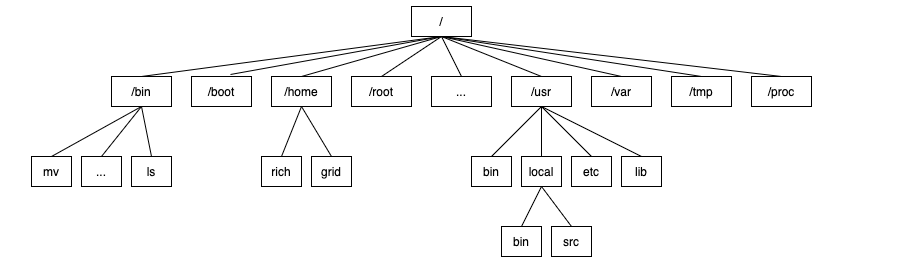 /
/bin
/boot
/home
/root
...
/usr
/var
/tmp
/proc
mv
...
ls
rich
grid
bin
local
etc
lib
bin
src